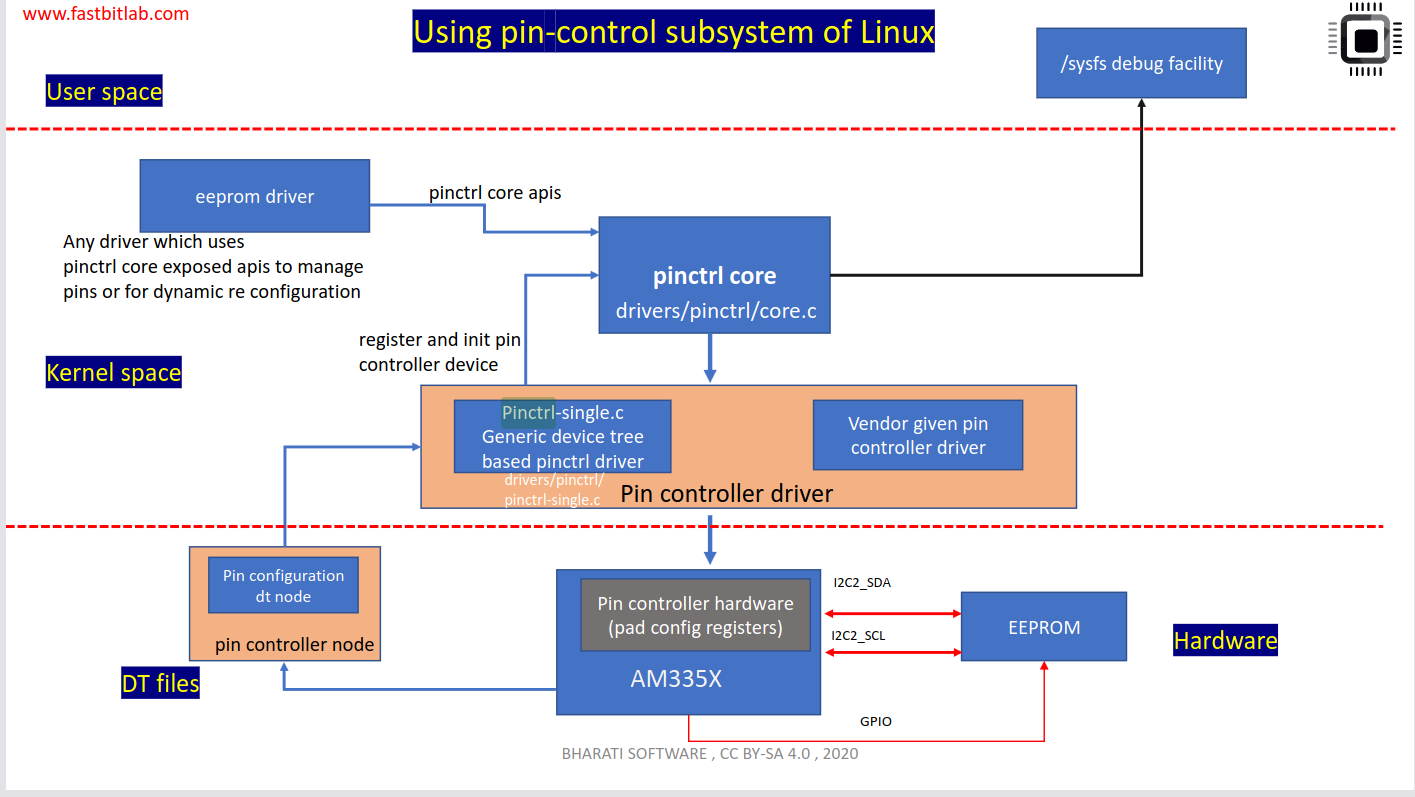 www.fastbitlab.com
Using pin-control subsystem of Linux
/sysfs debug facility
User space
eeprom driver
pinctrl core apis
Any driver which uses
pinctrl core exposed apis to manage
pins or for dynamic re configuration
pinctrl core
drivers/pinctrl/core.c
register and init pin
controller device
Kernel space
Pinctrl-single.c
Generic device tree
based pinctrl driver
drivers/pinctrl/
pinctrl-single.c
Vendor given pin
controller driver
Pin controller driver
Pin configuration
dt node
pin controller node
DT files
Pin controller hardware
(pad config registers)
AM335X
I2C2_SDA
I2C2_SCL
EEPROM
Hardware
GPIO
BHARATI SOFTWARE , CC BY-SA 4.0 , 2020